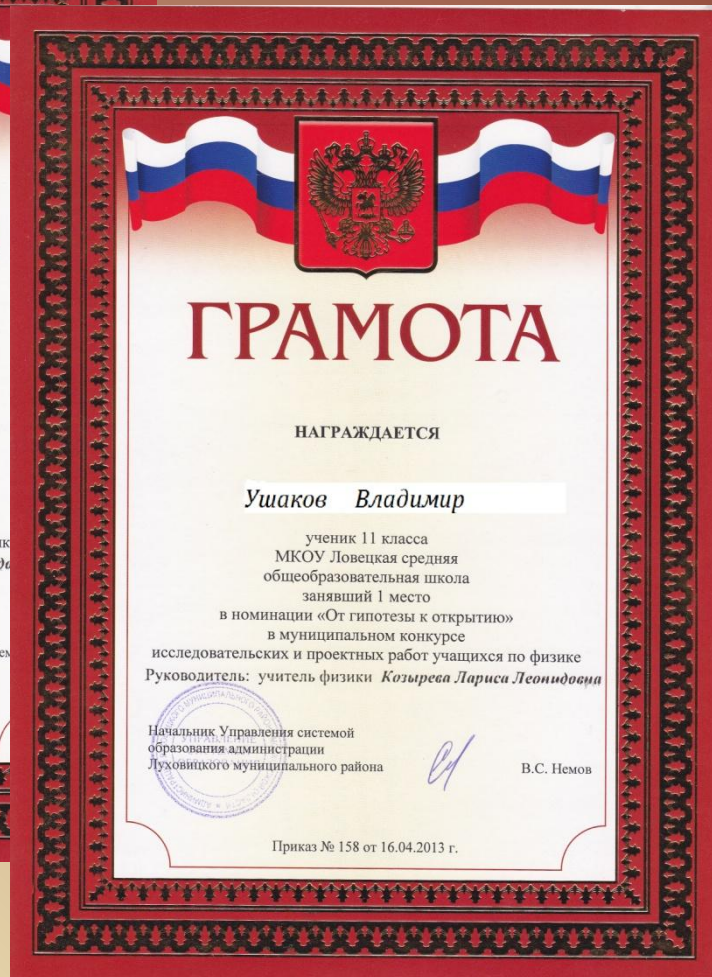 ГРАМОТА
НАГРАЖДАЕТСЯ
Ушаков Владимир
ученик 11 класса
МКОУ Ловецкая средняя
общеобразовательная школа
занявший 1 место
в номинации «От гипотезы к открытию»
в муниципальном конкурсе
исследовательских и проектных работ учащихся по физике
Руководитель: учитель физики Козырева Лариса Леонидовна
Начальник Управления системой
образования администрации
Луховицкого муниципального района
В.С. Немов
Приказ № 158 от 16.04.2013 г.